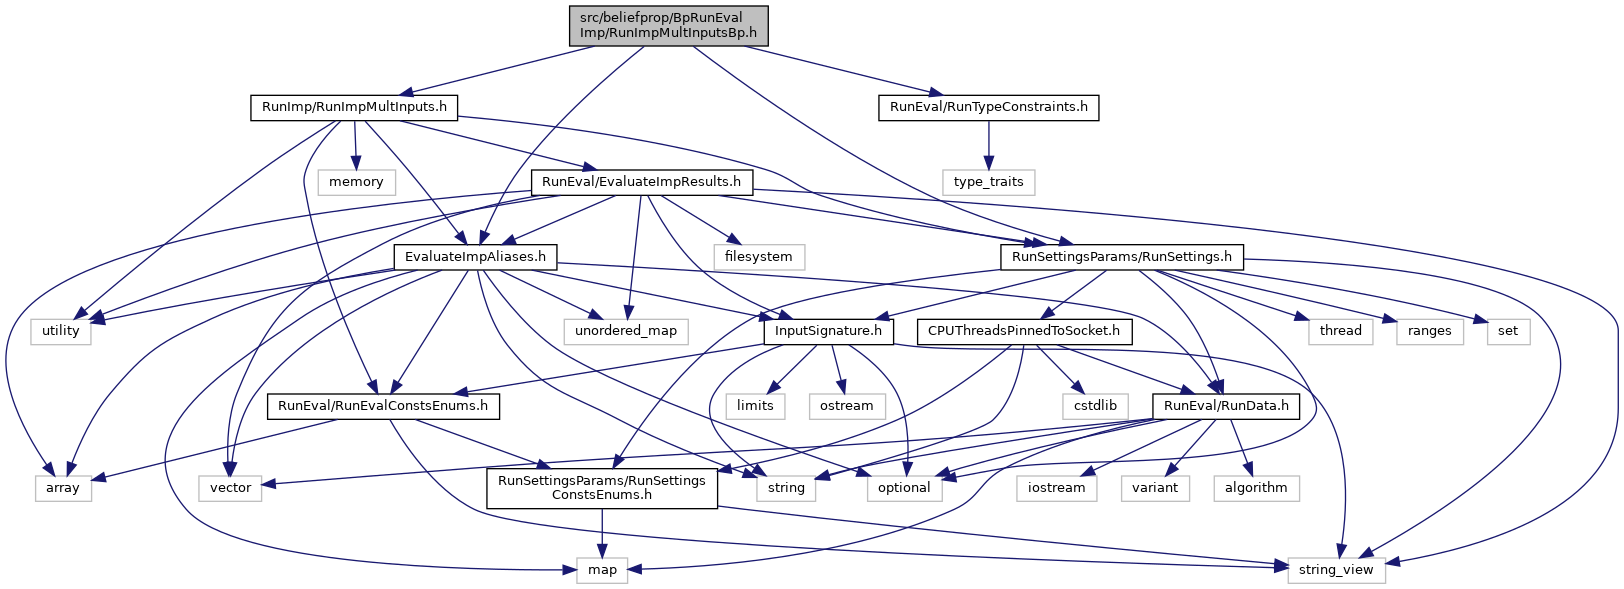 src/beliefprop/BpRunEval
Imp/RunImpMultInputsBp.h
RunImp/RunImpMultInputs.h
RunEval/RunTypeConstraints.h
memory
RunEval/EvaluateImpResults.h
type_traits
EvaluateImpAliases.h
filesystem
RunSettingsParams/RunSettings.h
utility
unordered_map
InputSignature.h
CPUThreadsPinnedToSocket.h
thread
ranges
set
RunEval/RunEvalConstsEnums.h
limits
ostream
cstdlib
RunEval/RunData.h
array
vector
RunSettingsParams/RunSettings
ConstsEnums.h
string
optional
iostream
variant
algorithm
map
string_view